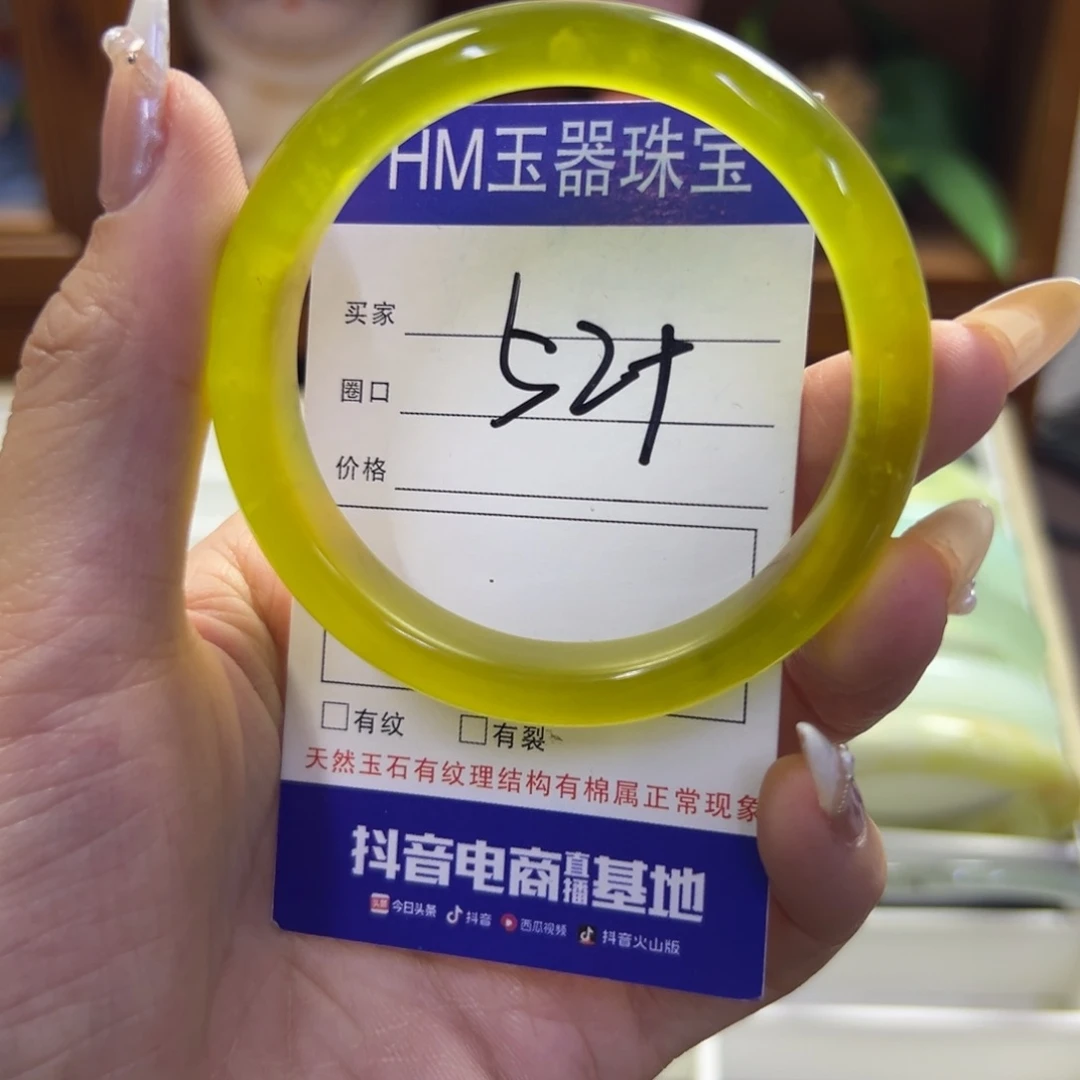 HM玉器珠宝
买家
圈口
价格
□有纹 □有裂
天然玉石有纹理结构有棉属正常现象
抖音电商直播基地
头条 今日头条 抖音 西瓜视频 抖音火山版